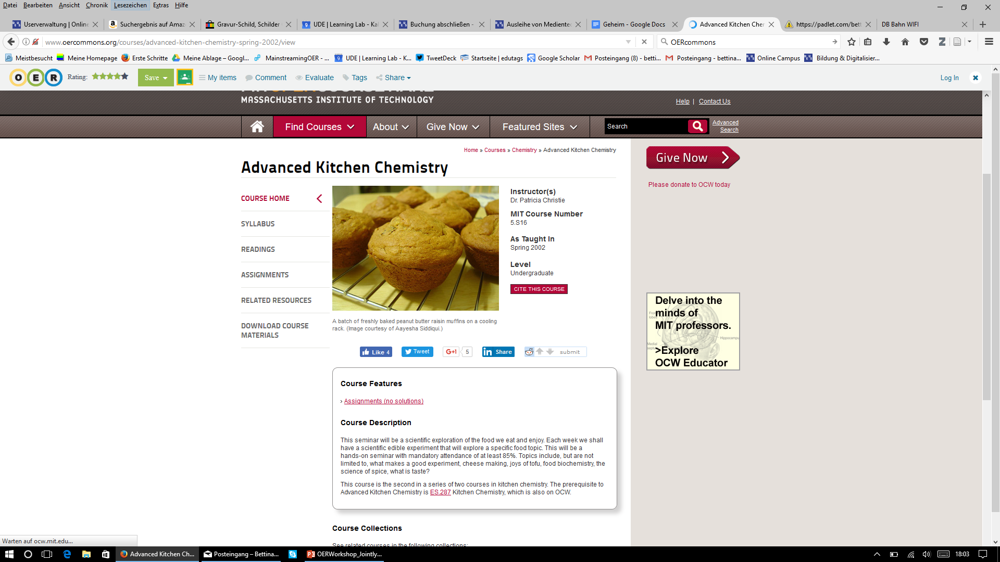 Datei Bearbeiten Ansicht Chronik Lesezeichen Extras Hilfe
Userverwaltung | Online
Suchergebnis auf Amaz
Gravur-Schild, Schilder
UDE | Learning Lab - Kal
Buchung abschließen -
Ausleihe von Medientec
Geheim - Google Docs
Advanced Kitchen Cher
https://padlet.com/bett
DB Bahn WIFI
www.oercommons.org/courses/advanced-kitchen-chemistry-spring-2002/view
OERcommons
Meistbesucht Meine Homepage Erste Schritte Meine Ablage – Googl... MainstreamingOER - ... UDE | Learning Lab - K... TweetDeck Startseite | edutags Google Scholar Posteingang (8) - betti... Posteingang - bettina... Online Campus Bildung & Digitalisier...
OER Rating: Save My items Comment Evaluate Tags Share Log In
MASSACHUSETTS INSTITUTE OF TECHNOLOGY
Help | Contact Us
Find Courses About Give Now Featured Sites Search Advanced
Search
Home » Courses » Chemistry » Advanced Kitchen Chemistry
Advanced Kitchen Chemistry
COURSE HOME
SYLLABUS
READINGS
ASSIGNMENTS
RELATED RESOURCES
DOWNLOAD COURSE
MATERIALS
Instructor(s)
Dr. Patricia Christie
MIT Course Number
5.S16
As Taught In
Spring 2002
Level
Undergraduate
CITE THIS COURSE
A batch of freshly baked peanut butter raisin muffins on a cooling
rack. (Image courtesy of Aayesha Siddiqui.)
Like 4 Tweet G+1 5 in Share submit
Course Features
Assignments (no solutions)
Course Description
This seminar will be a scientific exploration of the food we eat and enjoy. Each week we shall
have a scientific edible experiment that will explore a specific food topic. This will be a
hands-on seminar with mandatory attendance of at least 85%. Topics include, but are not
limited to, what makes a good experiment, cheese making, joys of tofu, food biochemistry, the
science of spice, what is taste?
This course is the second in a series of two courses in kitchen chemistry. The prerequisite to
Advanced Kitchen Chemistry is ES.287 Kitchen Chemistry, which is also on OCW.
Course Collections
See related courses in the following collections:
Give Now
Please donate to OCW today
Delve into the
minds of
MIT professors.
>Explore
OCW Educator
Warten auf ocw.mit.edu...
Advanced Kitchen Ch... Posteingang – Bettina... OERWorkshop_Jointly... 18:03